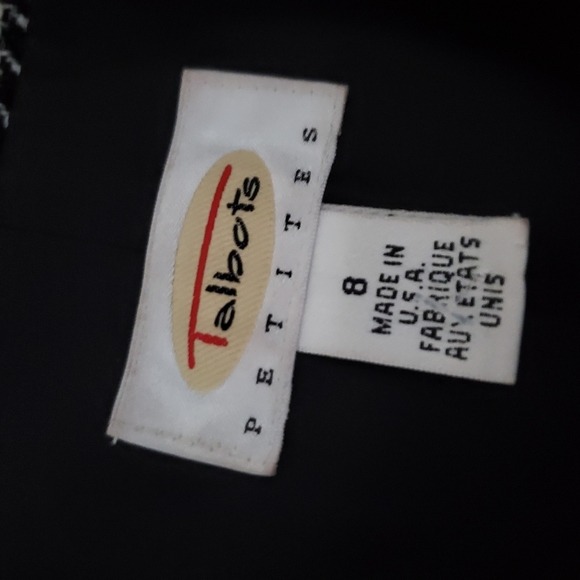 Talbots
PETITES
8
MADE IN
U.S.A.
FABRIQUE
AUX ETATS
UNIS